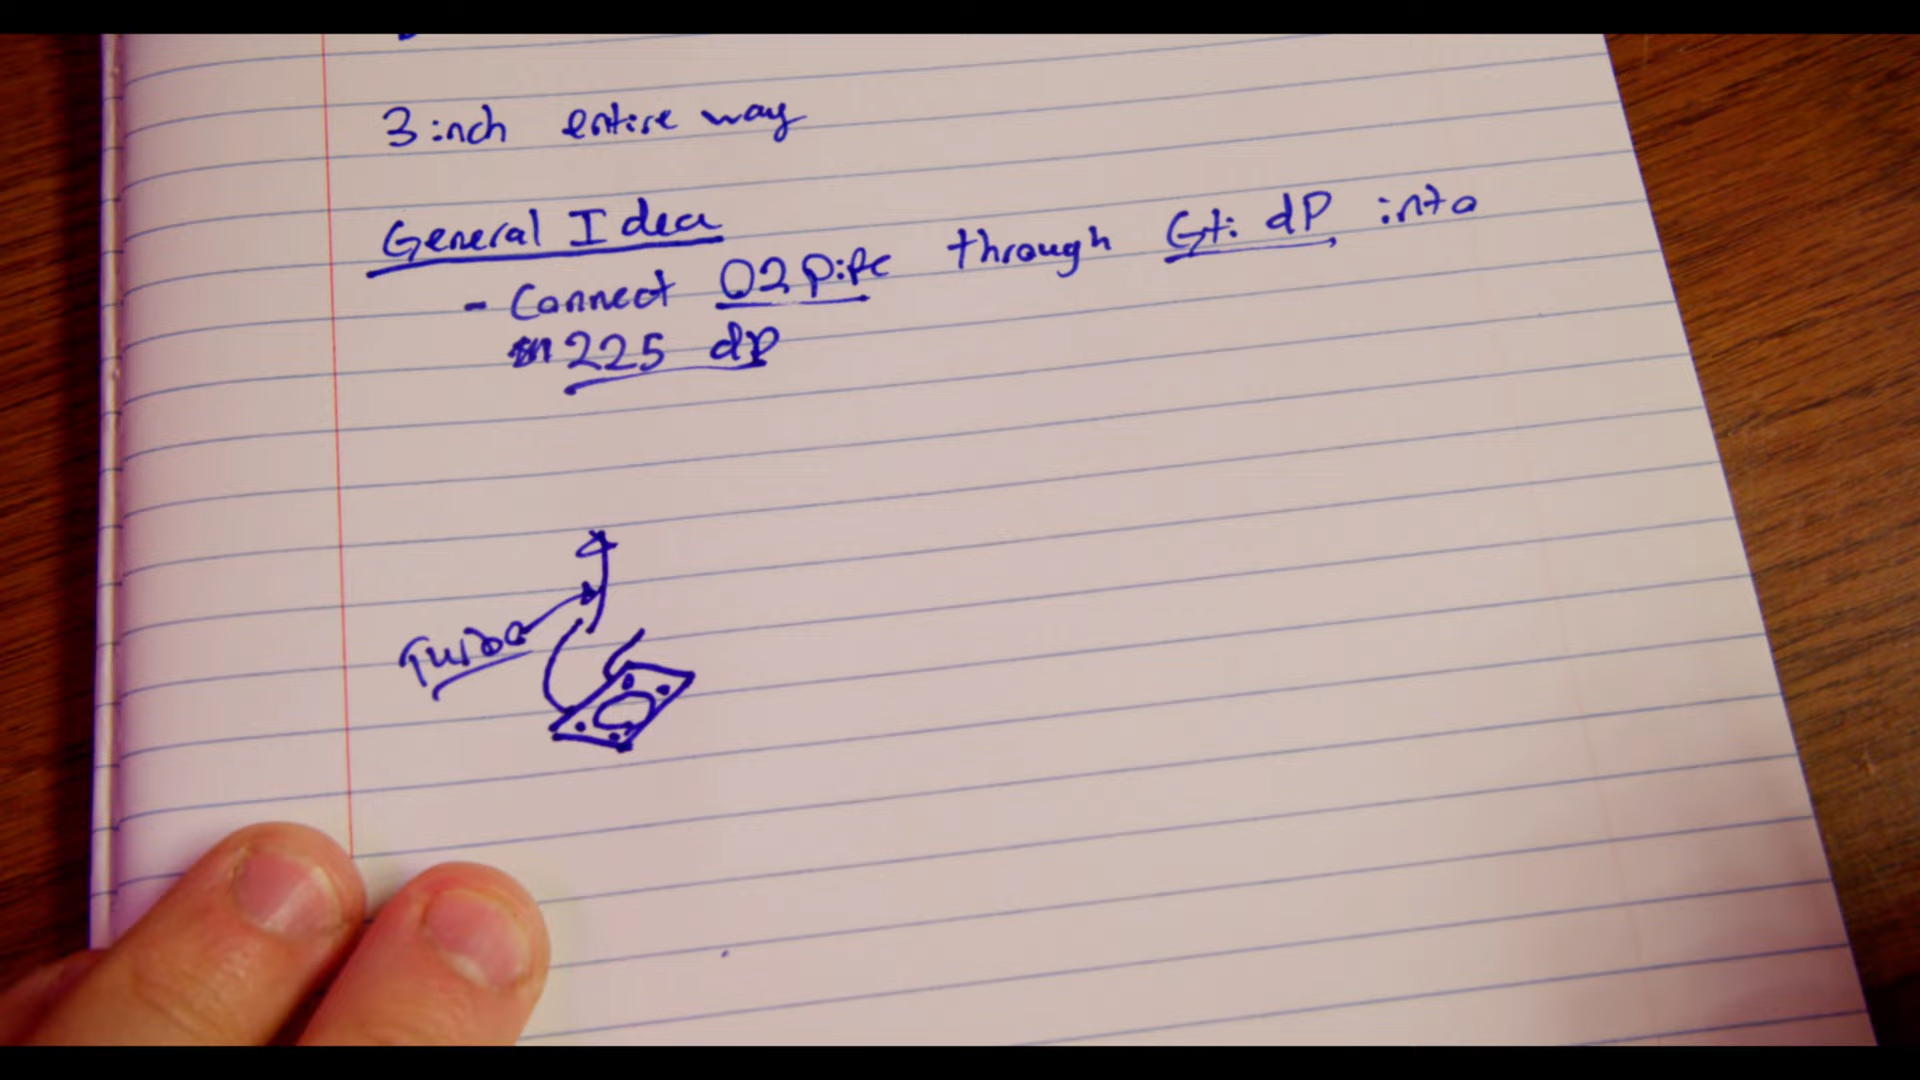 3 inch entire way
General Idea
- Connect O2 pipe through Gti dP into
225 dp
Turbo